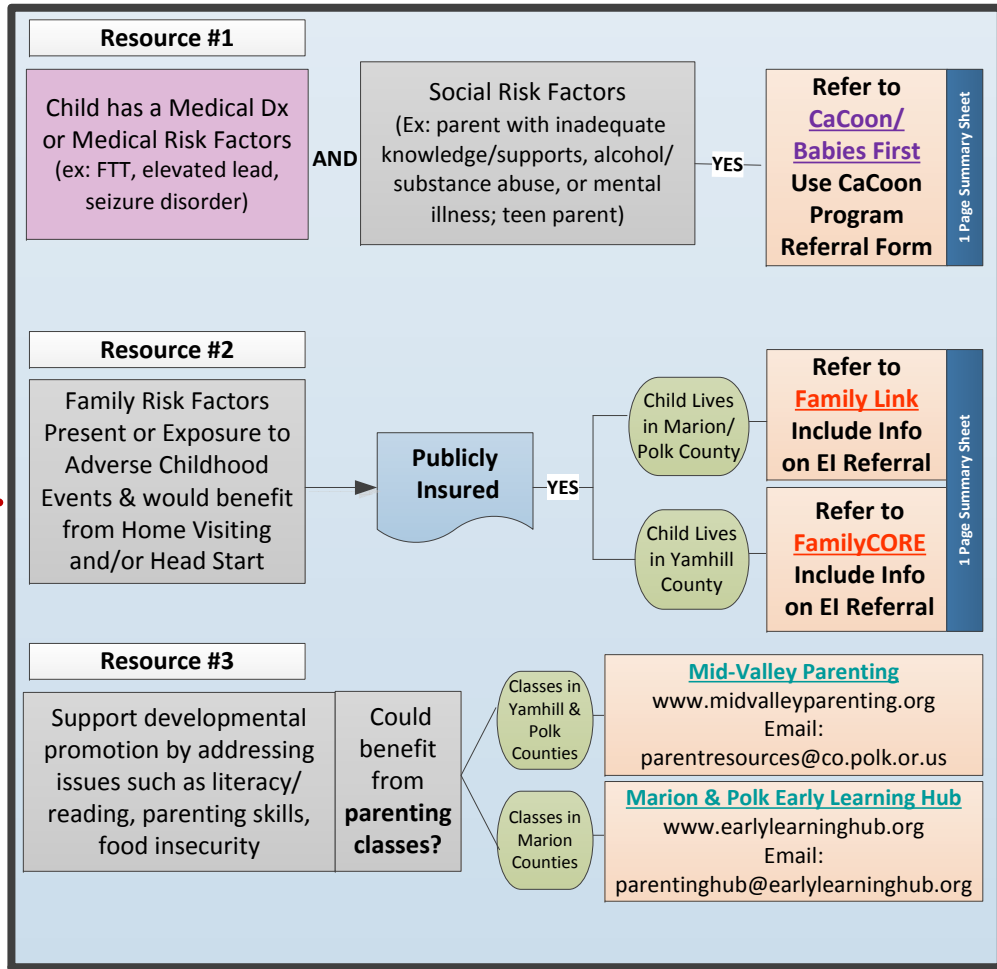 Resource #1
Child has a Medical Dx
or Medical Risk Factors
(ex: FTT, elevated lead,
seizure disorder)
AND
Social Risk Factors
(Ex: parent with inadequate
knowledge/supports, alcohol/
substance abuse, or mental
illness; teen parent)
YES
Refer to
CaCoon/
Babies First
Use CaCoon
Program
Referral Form
1 Page Summary Sheet
Resource #2
Family Risk Factors
Present or Exposure to
Adverse Childhood
Events & would benefit
from Home Visiting
and/or Head Start
Publicly
Insured
YES
Child Lives
in Marion/
Polk County
Refer to
Family Link
Include Info
on EI Referral
Child Lives
in Yamhill
County
Refer to
FamilyCORE
Include Info
on EI Referral
1 Page Summary Sheet
Resource #3
Support developmental
promotion by addressing
issues such as literacy/
reading, parenting skills,
food insecurity
Could
benefit
from
parenting
classes?
Classes in
Yamhill &
Polk
Counties
Mid-Valley Parenting
www.midvalleyparenting.org
Email:
parentresources@co.polk.or.us
Classes in
Marion
Counties
Marion & Polk Early Learning Hub
www.earlylearninghub.org
Email:
parentinghub@earlylearninghub.org